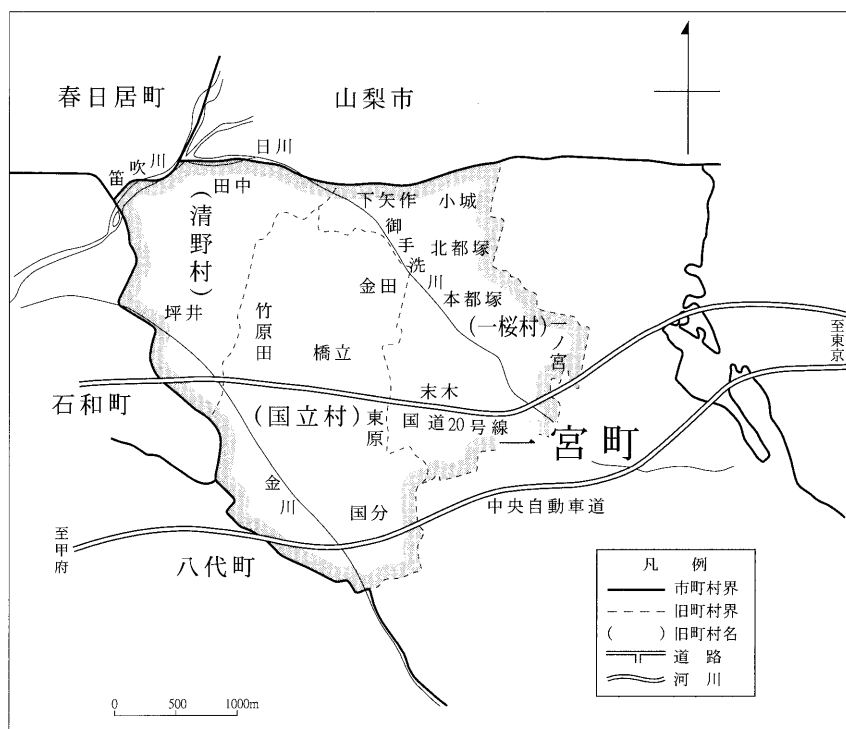 春日居町
山梨市
笛吹川
日川
田中
下矢作
小城
(清野村)
御手洗川
北都塚
金田
本都塚
坪井
竹原田
(一桜村)
一ノ宮
橋立
至東京
末木
石和町
(国立村)
東原
国道20号線
一宮町
金川
国分
中央自動車道
至甲府
八代町
凡 例
市町村界
旧町村界
( ) 旧町村名
道 路
河 川
0 500 1000m